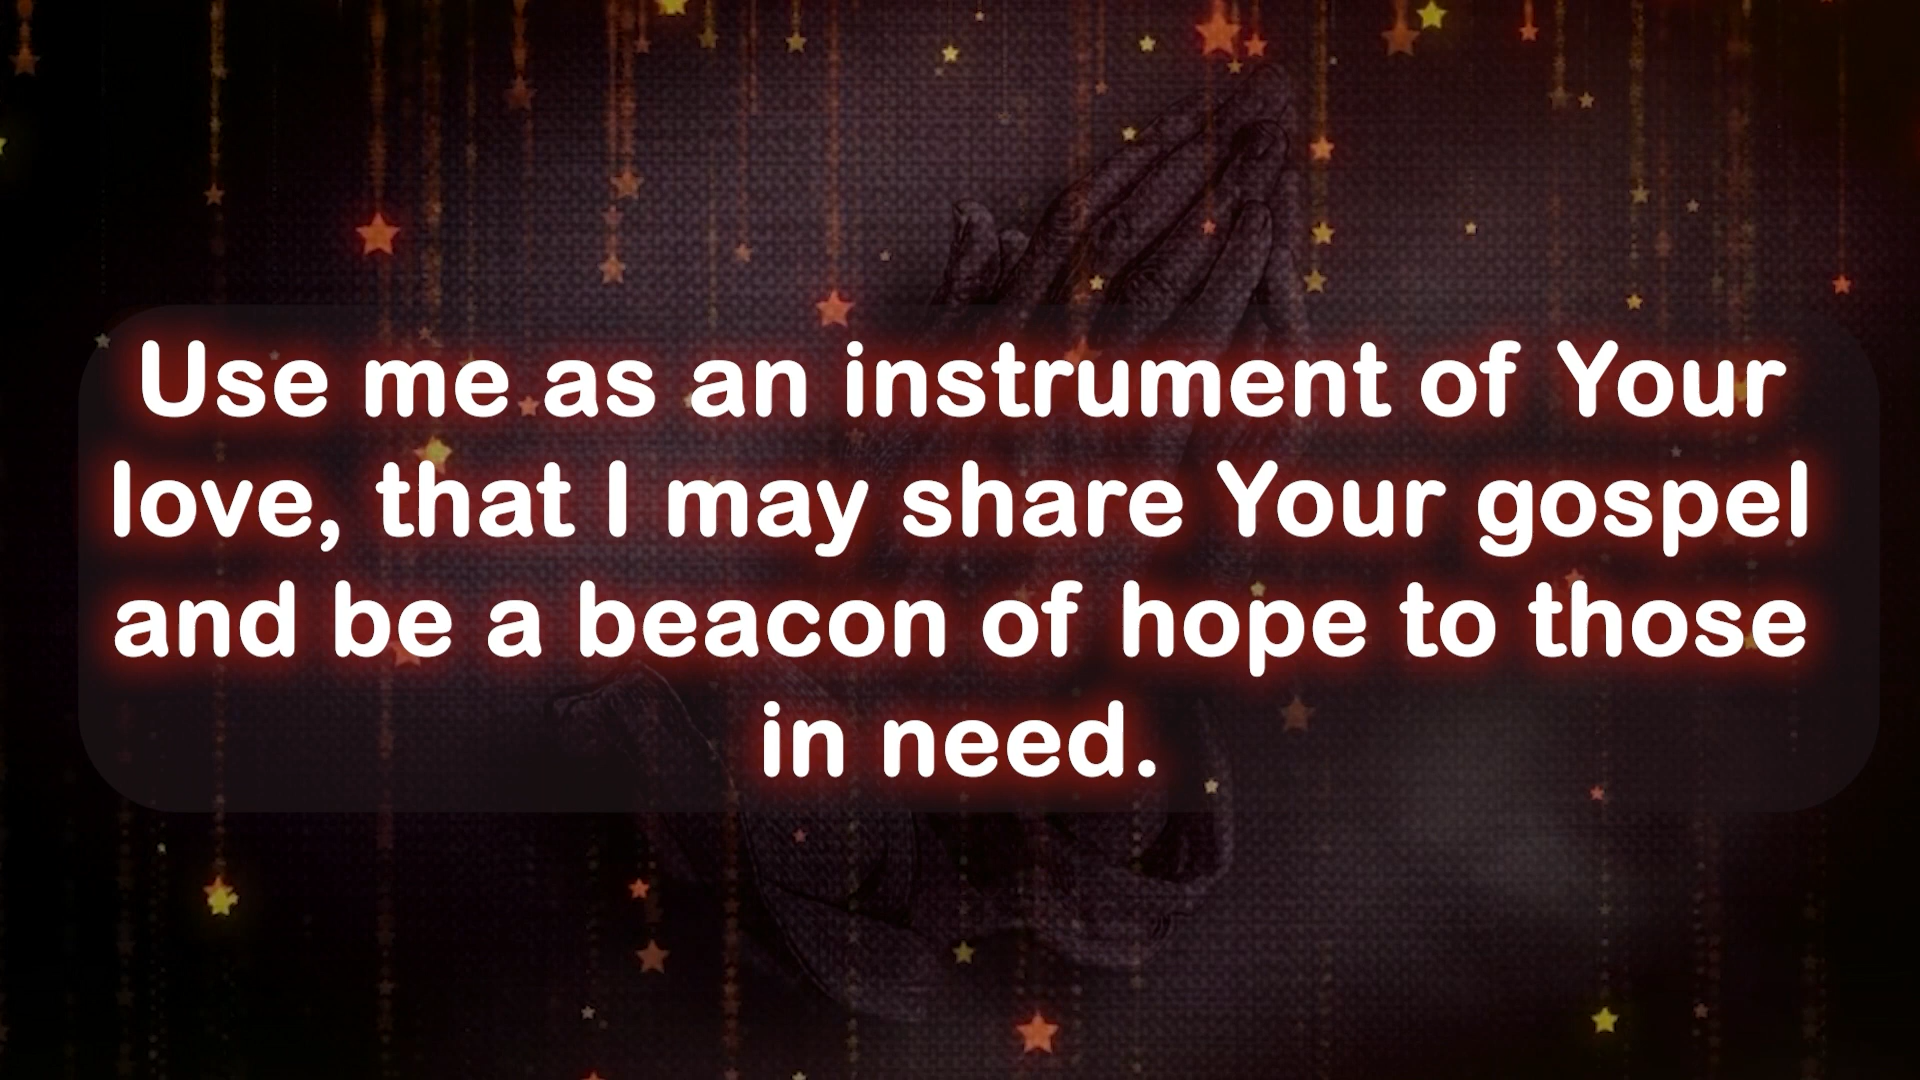 Use me as an instrument of Your
love, that I may share Your gospel
and be a beacon of hope to those
in need.